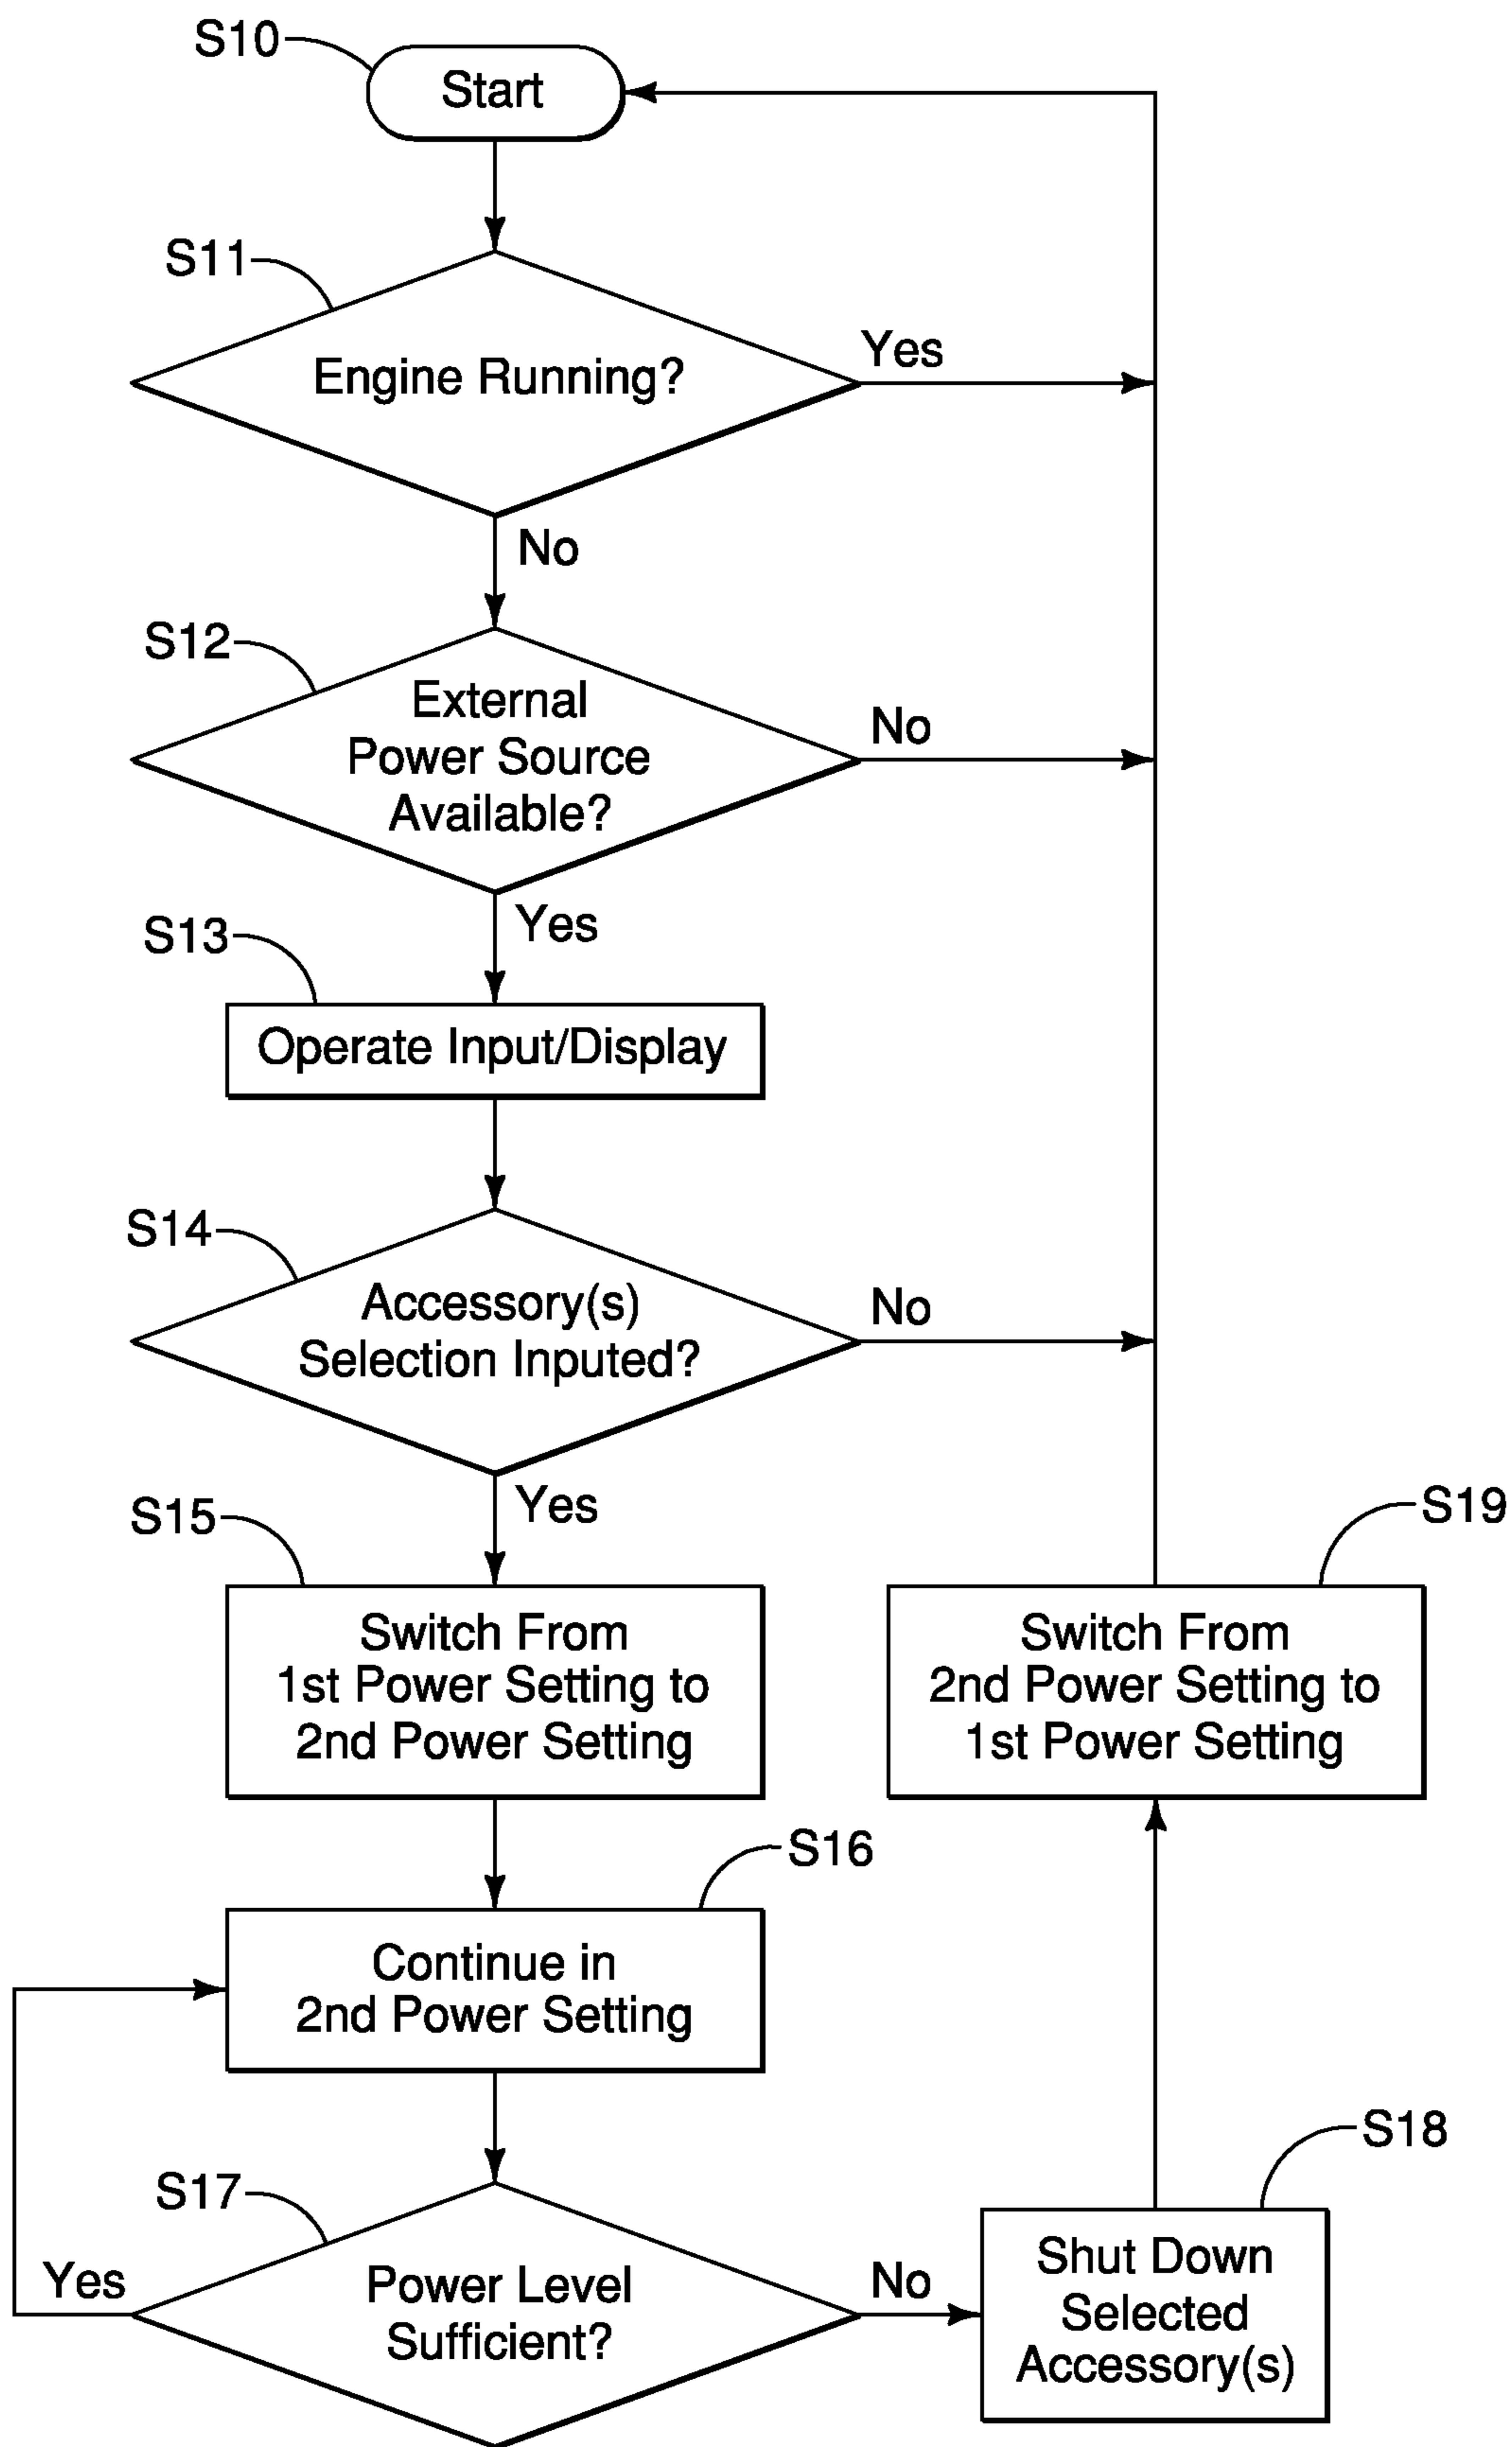 S10
Start
S11
Engine Running?
Yes
No
S12
External
Power Source
Available?
No
Yes
S13
Operate Input/Display
S14
Accessory(s)
Selection Inputed?
No
Yes
S15
Switch From
1st Power Setting to
2nd Power Setting
S19
Switch From
2nd Power Setting to
1st Power Setting
S16
Continue in
2nd Power Setting
S17
Power Level
Sufficient?
Yes
No
S18
Shut Down
Selected
Accessory(s)